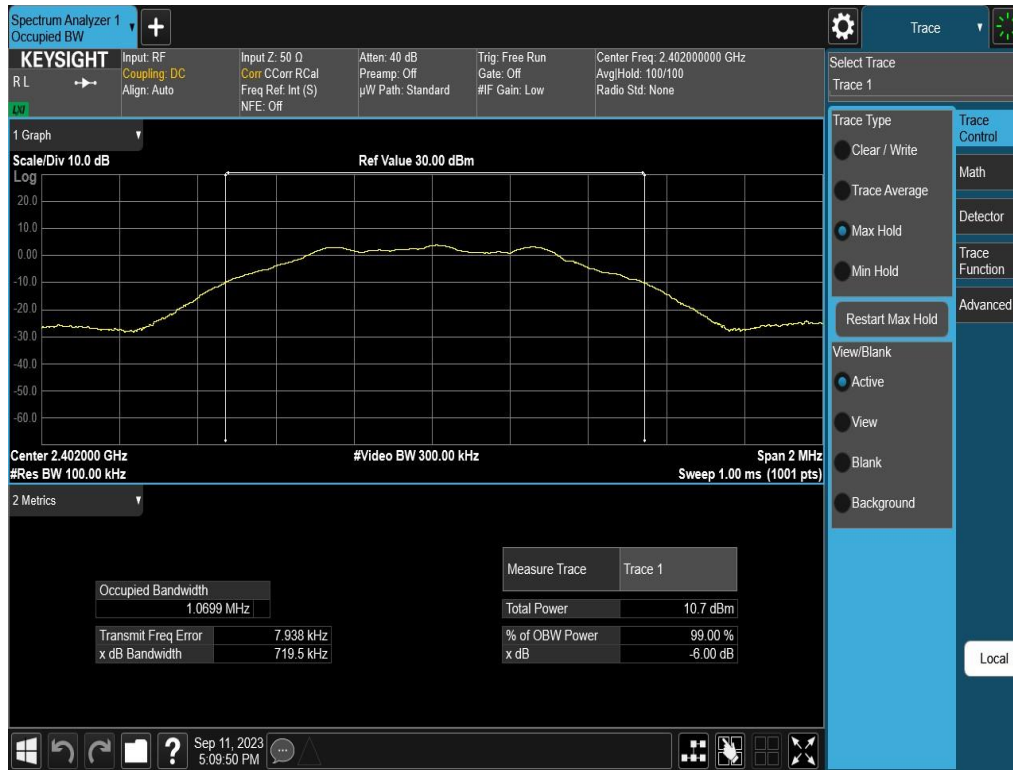 Spectrum Analyzer 1
Occupied BW
Trace
KEYSIGHT
R L
LXI
Input: RF
Coupling: DC
Align: Auto
Input Z: 50 Ω
Corr CCorr RCal
Freq Ref: Int (S)
NFE: Off
Atten: 40 dB
Preamp: Off
µW Path: Standard
Trig: Free Run
Gate: Off
#IF Gain: Low
Center Freq: 2.402000000 GHz
Avg|Hold: 100/100
Radio Std: None
1 Graph
Scale/Div 10.0 dB
Ref Value 30.00 dBm
Log
20.0
10.0
0.00
-10.0
-20.0
-30.0
-40.0
-50.0
-60.0
Center 2.402000 GHz
#Video BW 300.00 kHz
Span 2 MHz
#Res BW 100.00 kHz
Sweep 1.00 ms (1001 pts)
2 Metrics
Occupied Bandwidth
1.0699 MHz
Transmit Freq Error 7.938 kHz
x dB Bandwidth 719.5 kHz
Measure Trace Trace 1
Total Power 10.7 dBm
% of OBW Power 99.00 %
x dB -6.00 dB
Select Trace
Trace 1
Trace Type
Clear / Write
Trace Average
Max Hold
Min Hold
Restart Max Hold
View/Blank
Active
View
Blank
Background
Trace
Control
Math
Detector
Trace
Function
Advanced
Local
?
Sep 11, 2023
5:09:50 PM